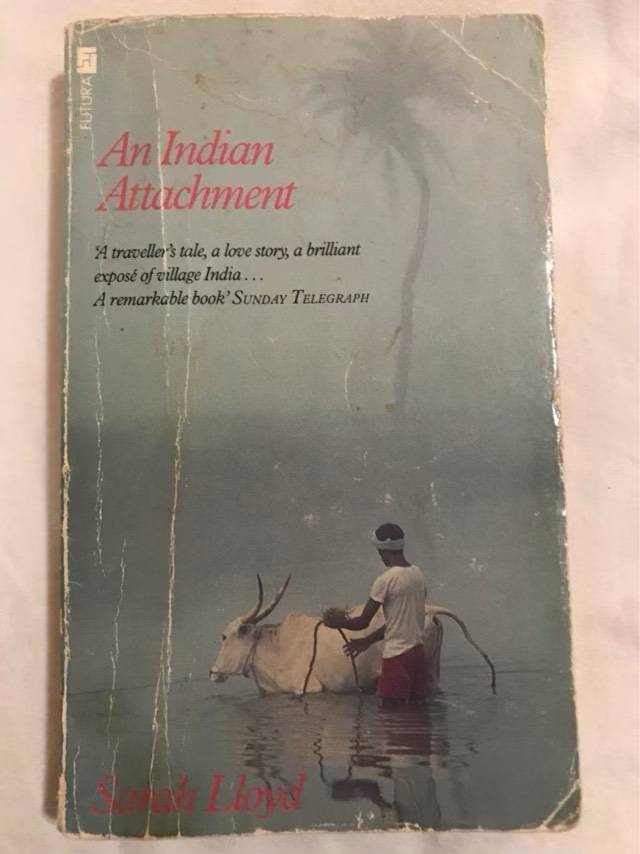 FUTURA
An Indian
Attachment
'A traveller's tale, a love story, a brilliant
exposé of village India...
A remarkable book' SUNDAY TELEGRAPH
Sarah Lloyd